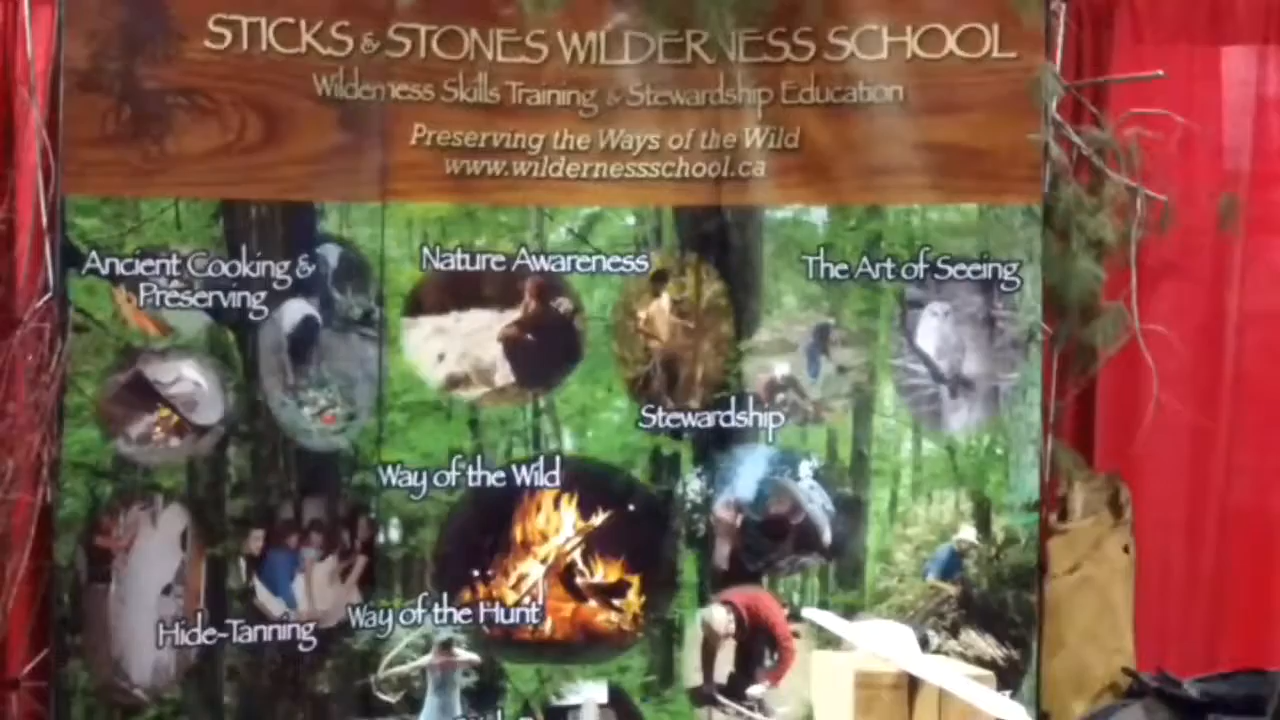 STICKS & STONES WILDERNESS SCHOOL
Wilderness Skills Training & Stewardship Education
Preserving the Ways of the Wild
www.wildernessschool.ca
Ancient Cooking &
Preserving
Nature Awareness
The Art of Seeing
Stewardship
Way of the Wild
Way of the Hunt
Hide-Tanning